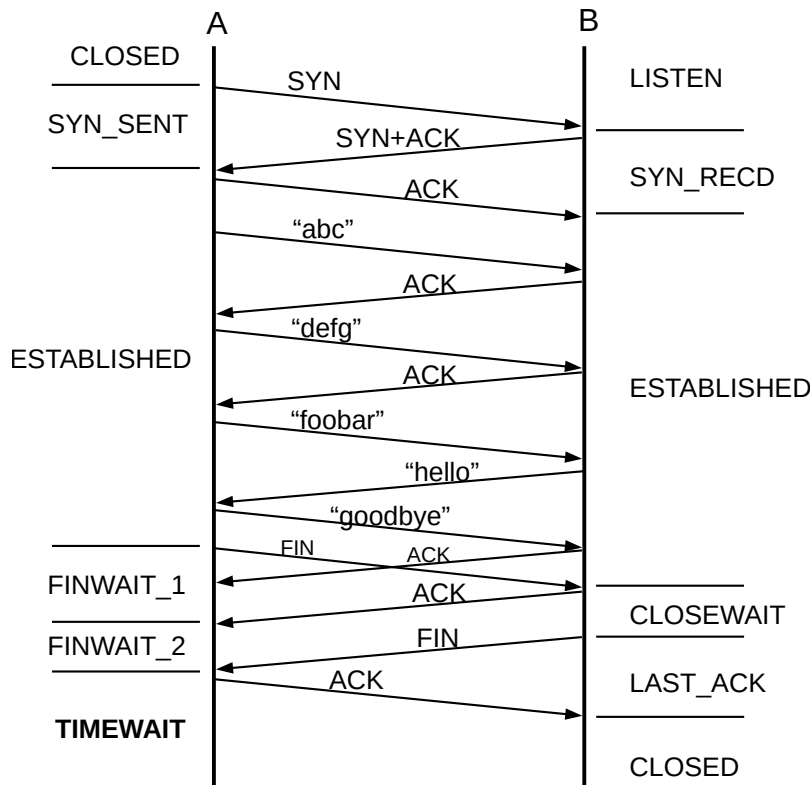 A
B
CLOSED
LISTEN
SYN
SYN_SENT
SYN+ACK
SYN_RECD
ACK
“abc”
ACK
“defg”
ESTABLISHED
ACK
ESTABLISHED
“foobar”
“hello”
“goodbye”
FIN
ACK
FINWAIT_1
ACK
CLOSEWAIT
FINWAIT_2
FIN
ACK
LAST_ACK
TIMEWAIT
CLOSED